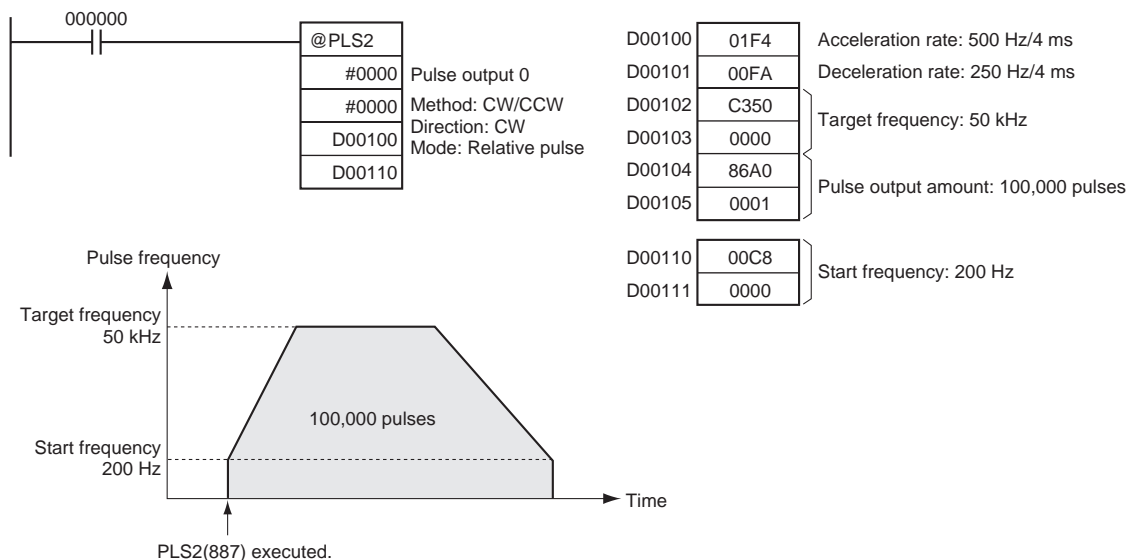 000000
@PLS2
#0000 Pulse output 0
#0000 Method: CW/CCW
Direction: CW
D00100 Mode: Relative pulse
D00110
D00100 01F4 Acceleration rate: 500 Hz/4 ms
D00101 00FA Deceleration rate: 250 Hz/4 ms
D00102 C350
Target frequency: 50 kHz
D00103 0000
D00104 86A0
Pulse output amount: 100,000 pulses
D00105 0001
D00110 00C8
Start frequency: 200 Hz
D00111 0000
Pulse frequency
Target frequency
50 kHz
100,000 pulses
Start frequency
200 Hz
Time
PLS2(887) executed.